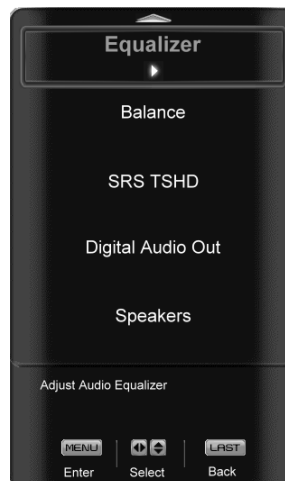 Equalizer
Balance
SRS TSHD
Digital Audio Out
Speakers
Adjust Audio Equalizer
MENU LAST
Enter Select Back